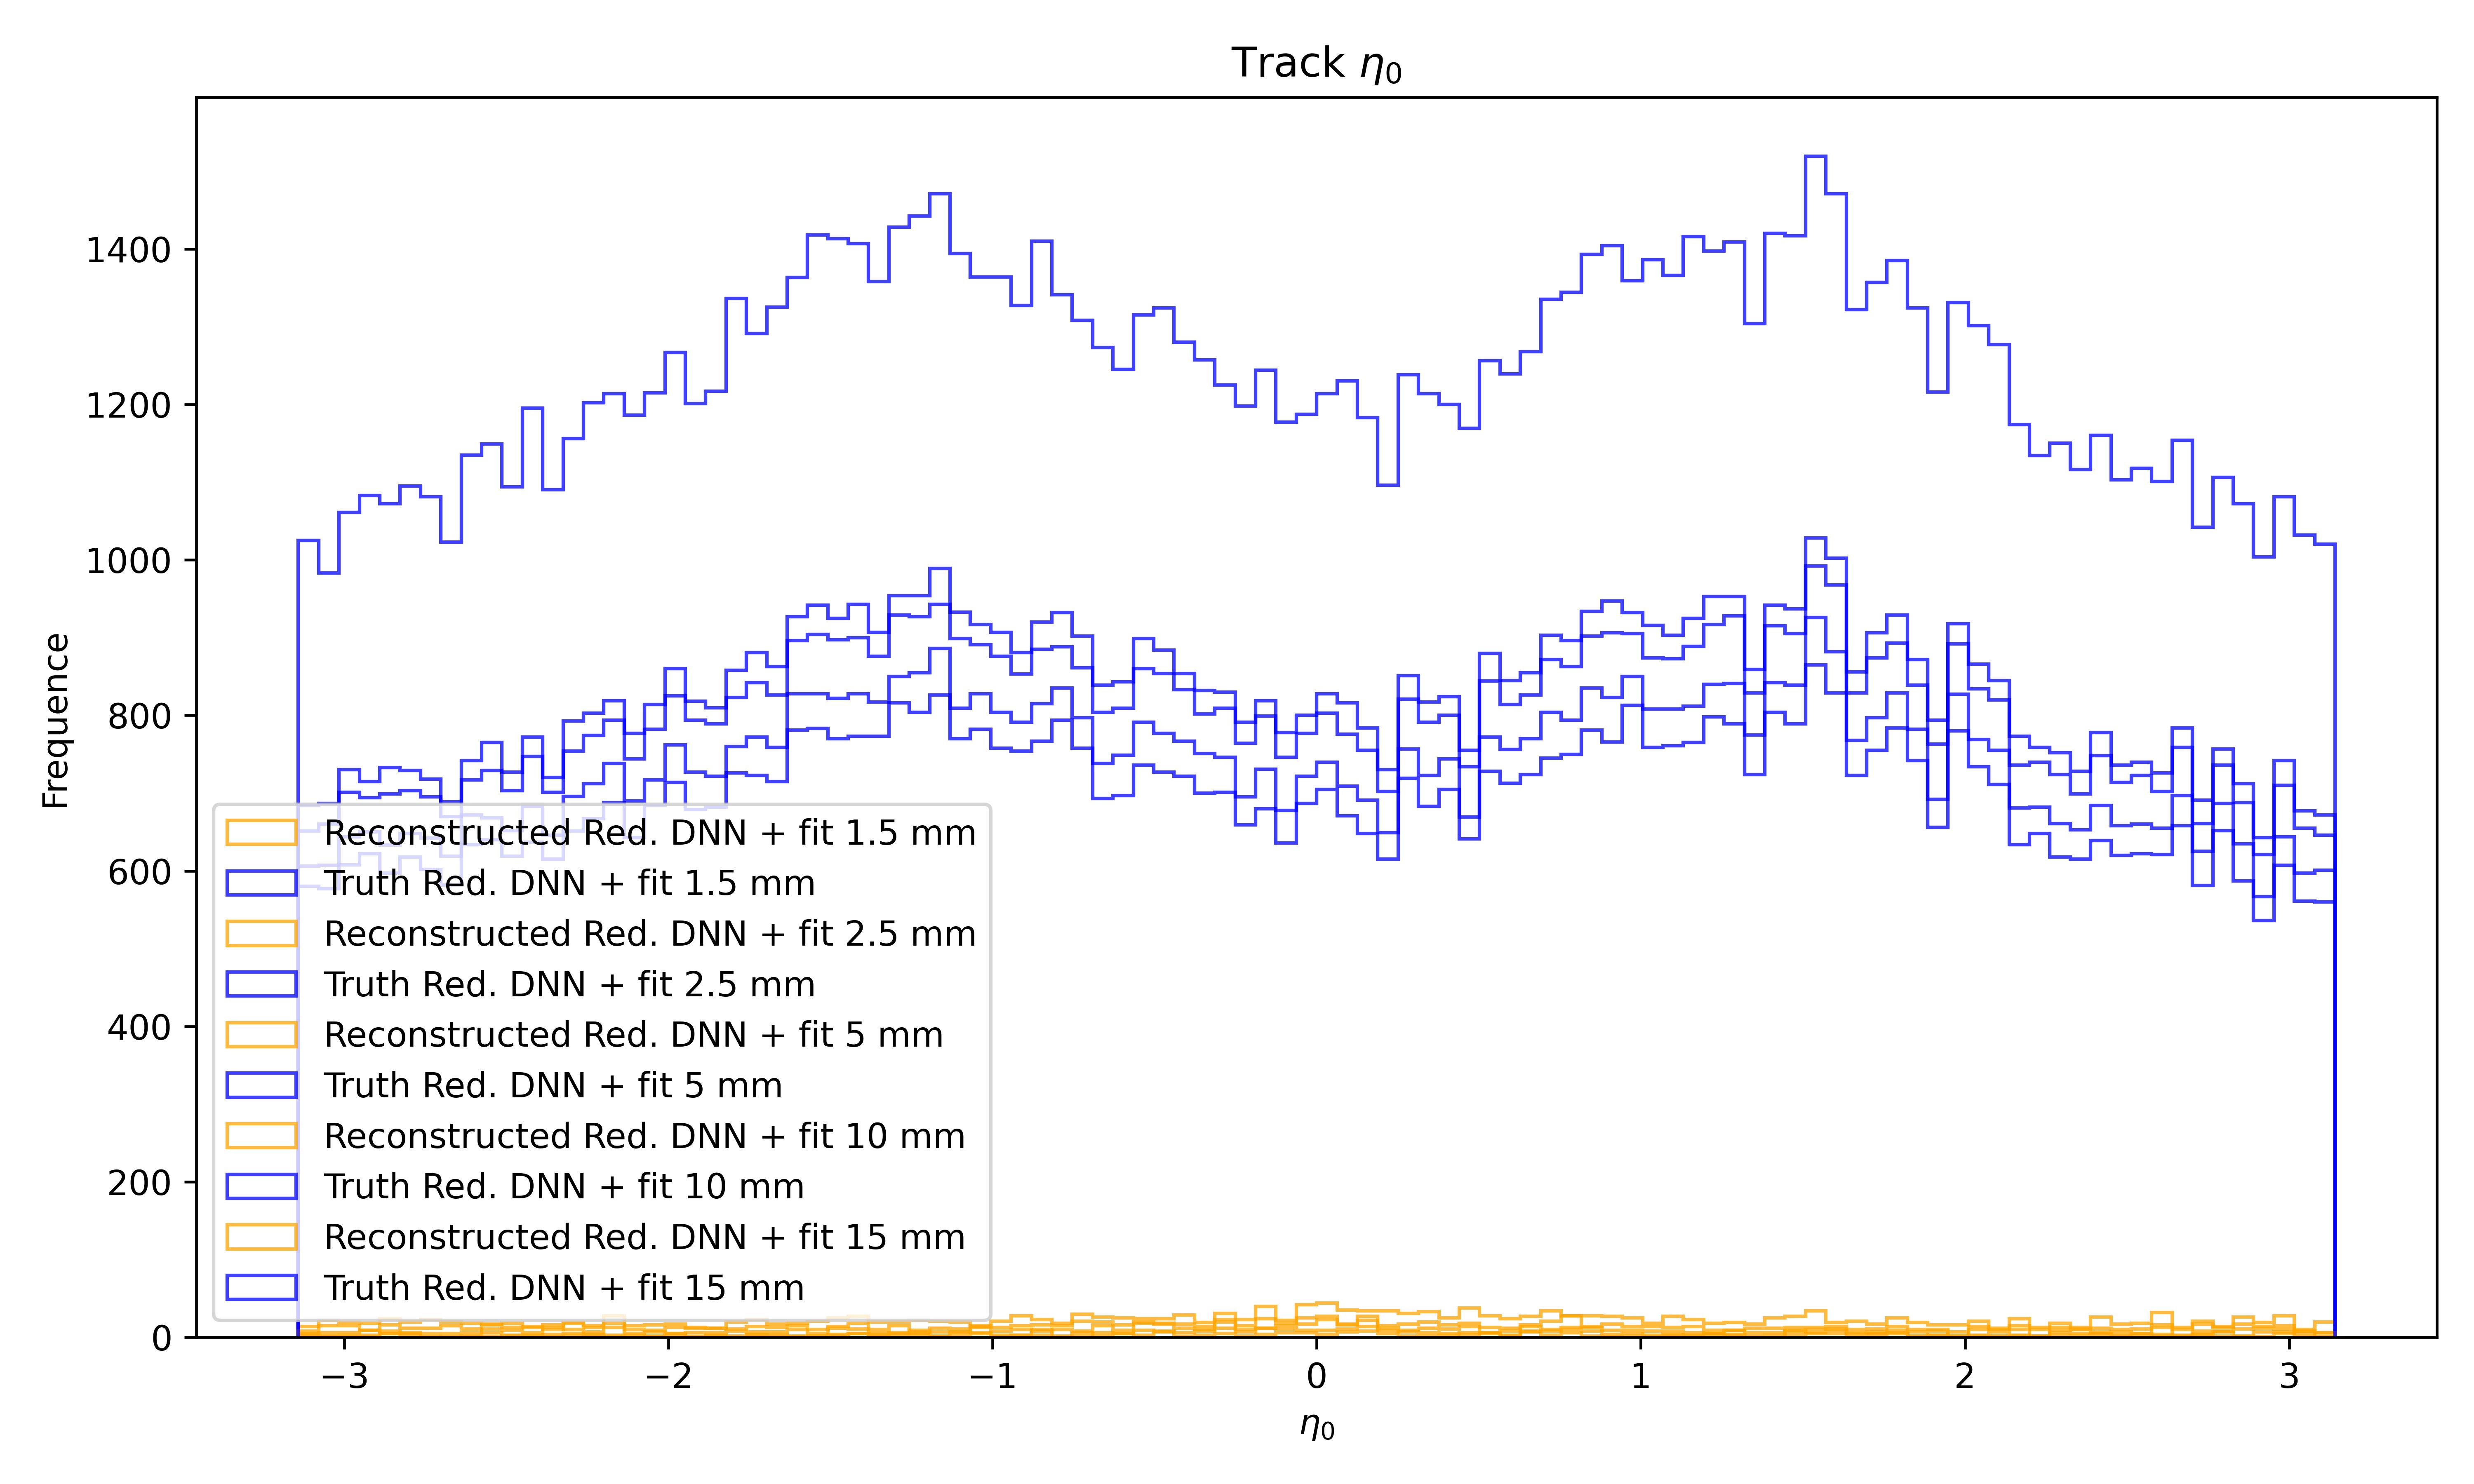 Track η₀
Frequence
1400
1200
1000
800
600
400
200
0
Reconstructed Red. DNN + fit 1.5 mm
Truth Red. DNN + fit 1.5 mm
Reconstructed Red. DNN + fit 2.5 mm
Truth Red. DNN + fit 2.5 mm
Reconstructed Red. DNN + fit 5 mm
Truth Red. DNN + fit 5 mm
Reconstructed Red. DNN + fit 10 mm
Truth Red. DNN + fit 10 mm
Reconstructed Red. DNN + fit 15 mm
Truth Red. DNN + fit 15 mm
−3 −2 −1 0 1 2 3
η₀